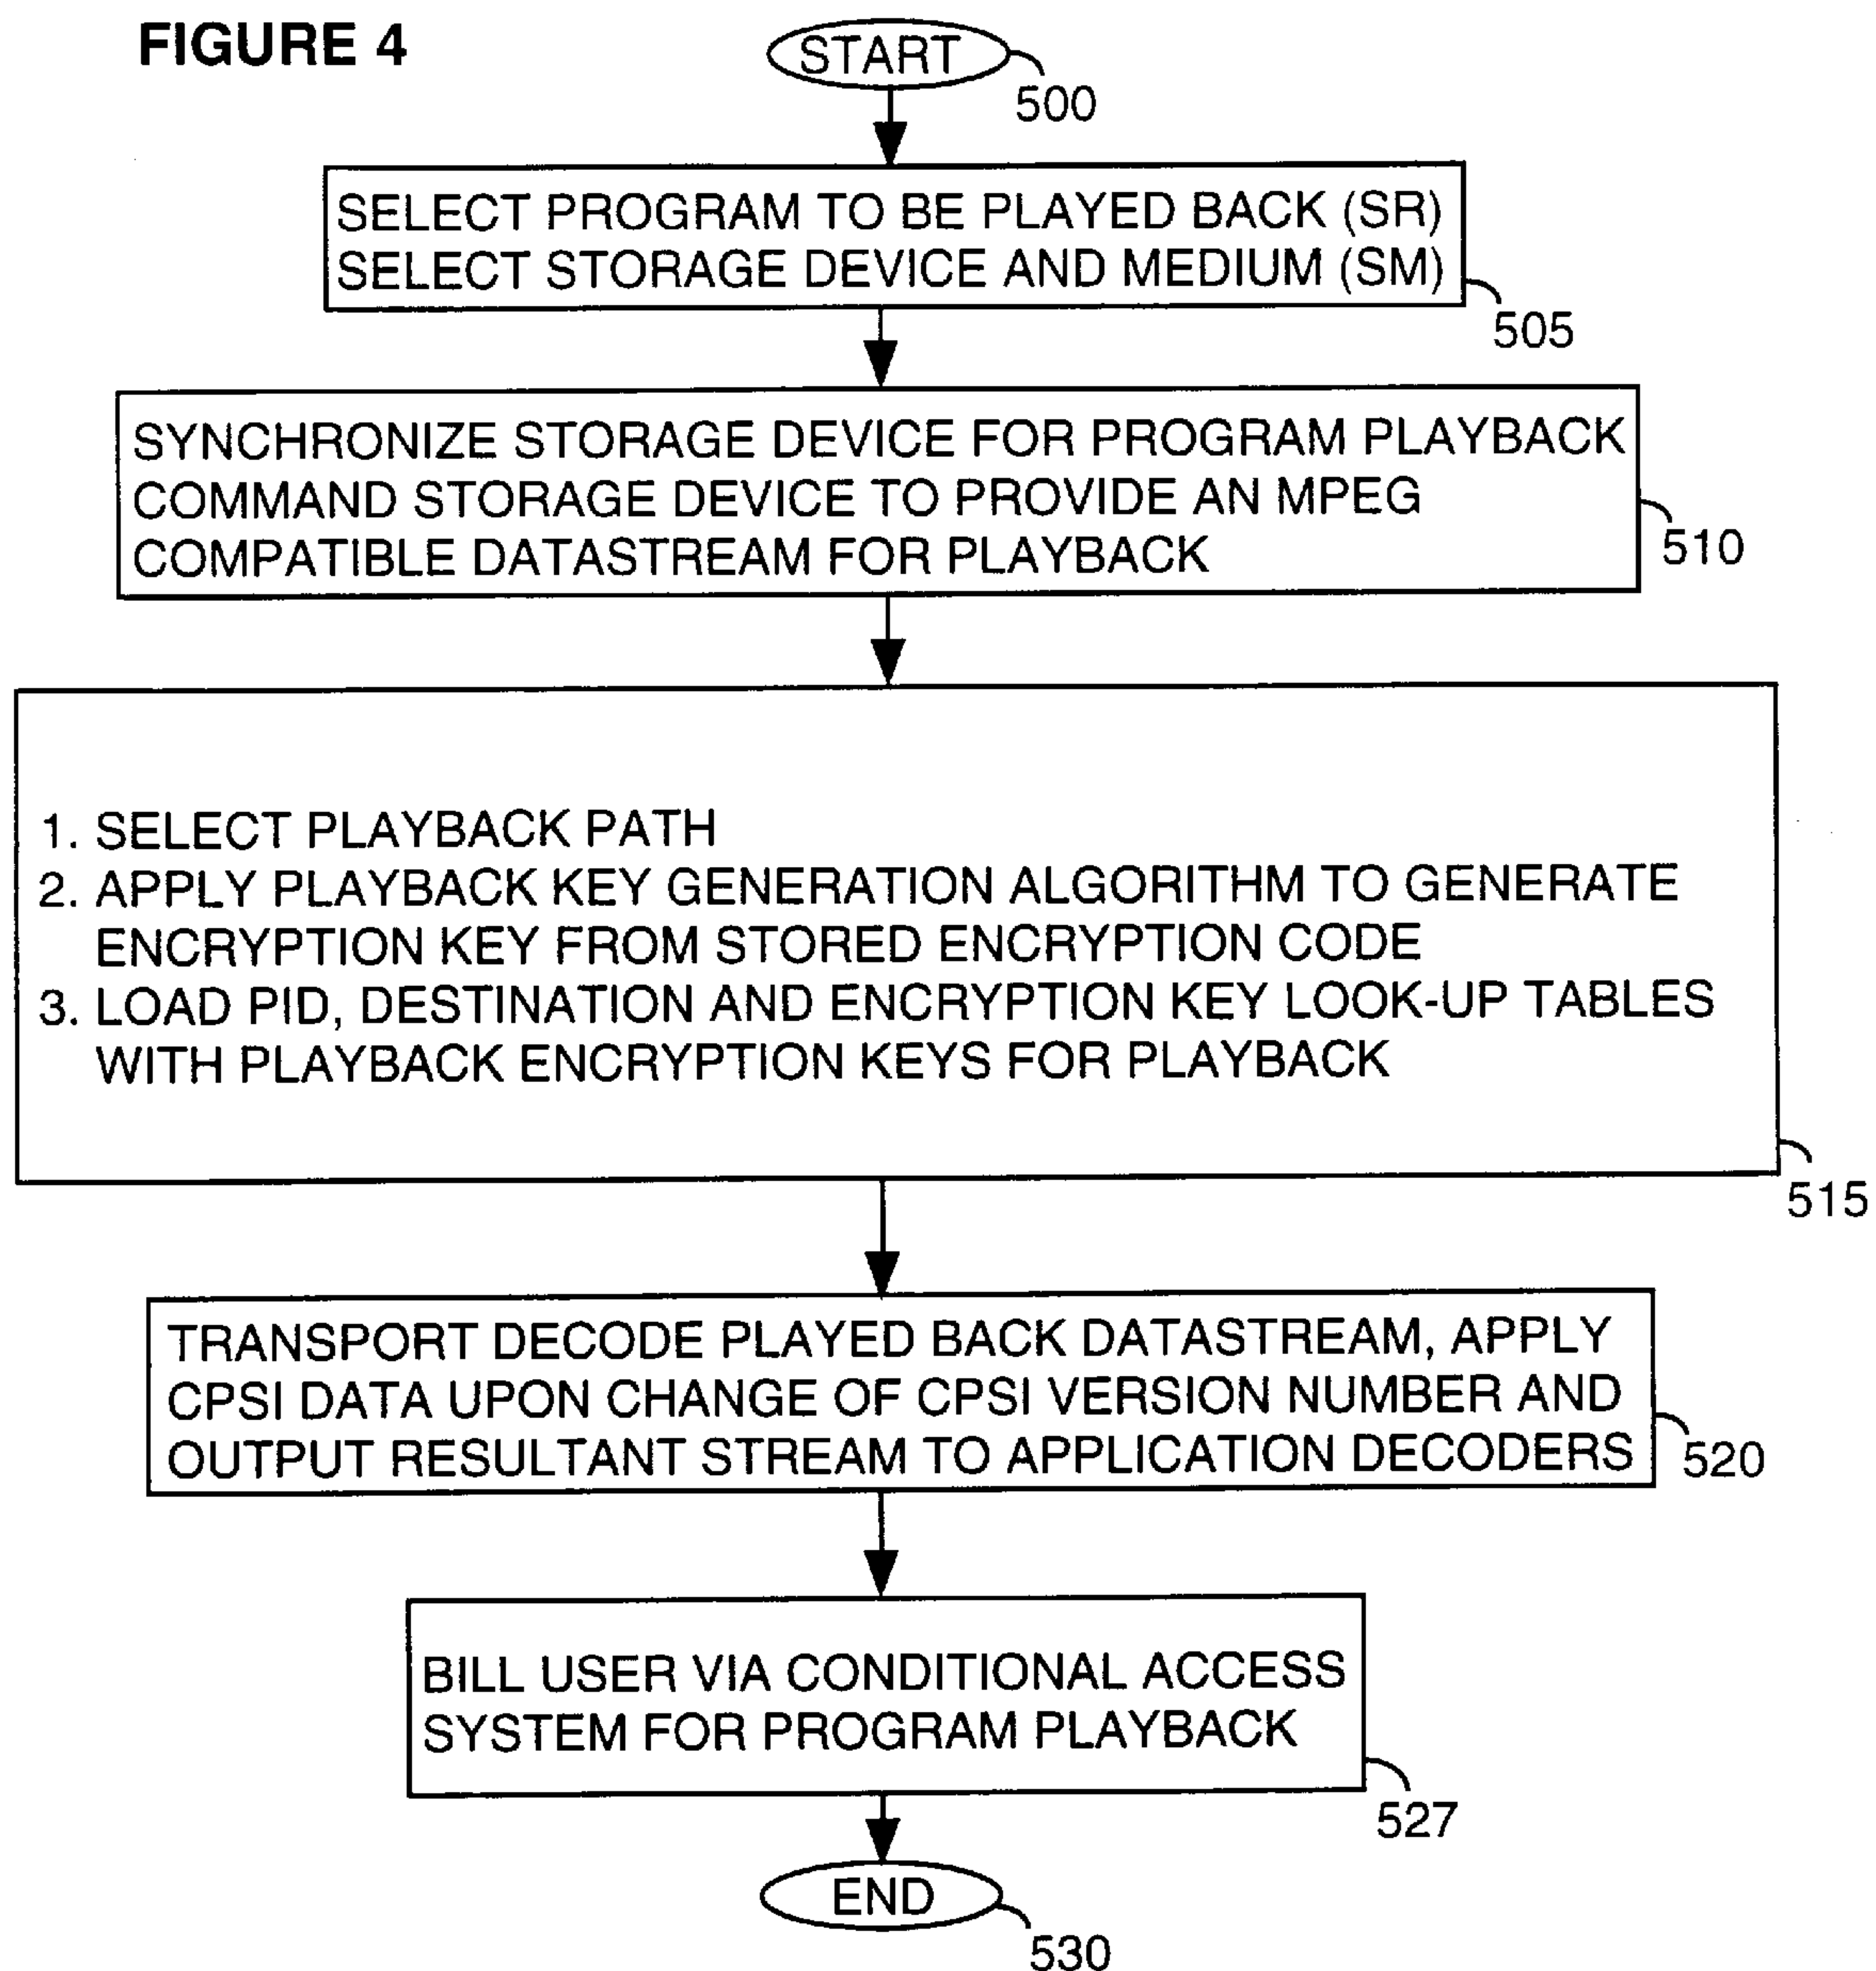 FIGURE 4
START
500
SELECT PROGRAM TO BE PLAYED BACK (SR)
SELECT STORAGE DEVICE AND MEDIUM (SM)
505
SYNCHRONIZE STORAGE DEVICE FOR PROGRAM PLAYBACK
COMMAND STORAGE DEVICE TO PROVIDE AN MPEG
COMPATIBLE DATASTREAM FOR PLAYBACK
510
1. SELECT PLAYBACK PATH
2. APPLY PLAYBACK KEY GENERATION ALGORITHM TO GENERATE
ENCRYPTION KEY FROM STORED ENCRYPTION CODE
3. LOAD PID, DESTINATION AND ENCRYPTION KEY LOOK-UP TABLES
WITH PLAYBACK ENCRYPTION KEYS FOR PLAYBACK
515
TRANSPORT DECODE PLAYED BACK DATASTREAM, APPLY
CPSI DATA UPON CHANGE OF CPSI VERSION NUMBER AND
OUTPUT RESULTANT STREAM TO APPLICATION DECODERS
520
BILL USER VIA CONDITIONAL ACCESS
SYSTEM FOR PROGRAM PLAYBACK
527
END
530